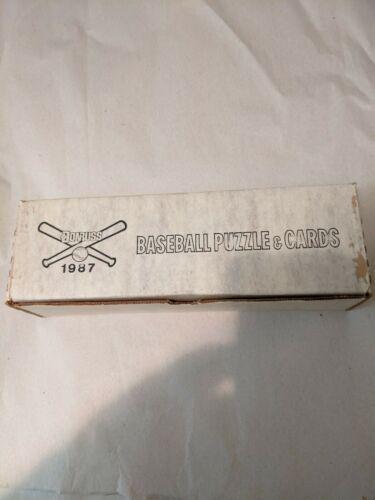 DONRUSS
1987
BASEBALL PUZZLE & CARDS